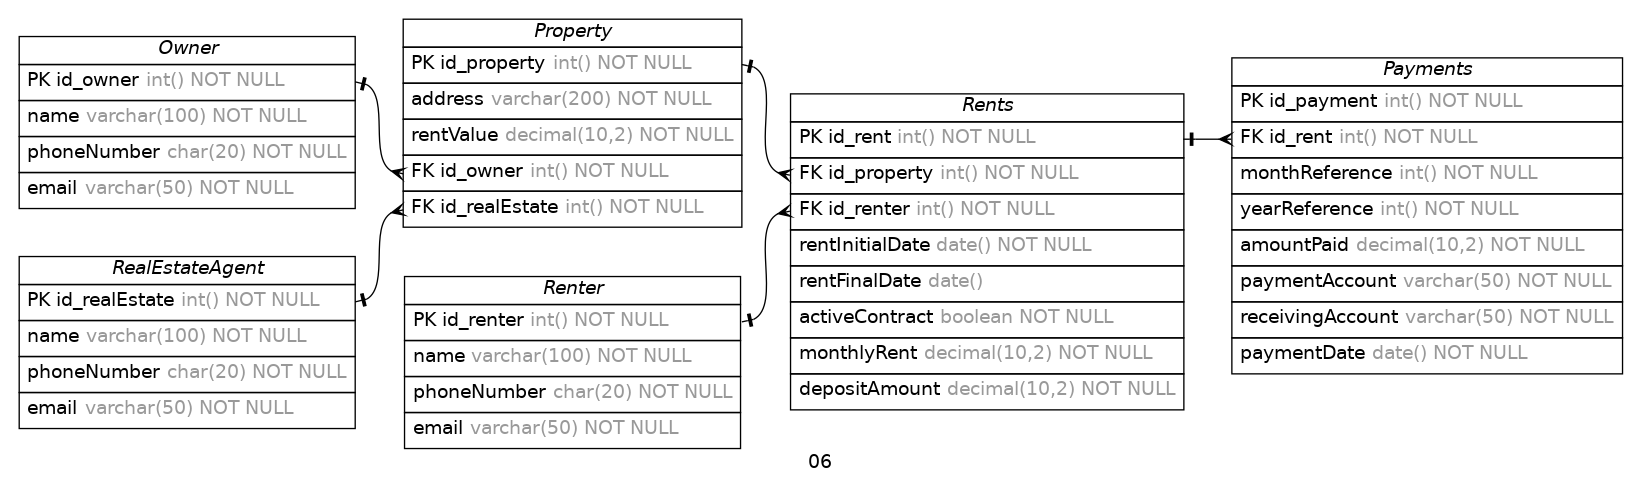 Owner
PK id_owner int() NOT NULL
name varchar(100) NOT NULL
phoneNumber char(20) NOT NULL
email varchar(50) NOT NULL
RealEstateAgent
PK id_realEstate int() NOT NULL
name varchar(100) NOT NULL
phoneNumber char(20) NOT NULL
email varchar(50) NOT NULL
Property
PK id_property int() NOT NULL
address varchar(200) NOT NULL
rentValue decimal(10,2) NOT NULL
FK id_owner int() NOT NULL
FK id_realEstate int() NOT NULL
Renter
PK id_renter int() NOT NULL
name varchar(100) NOT NULL
phoneNumber char(20) NOT NULL
email varchar(50) NOT NULL
Rents
PK id_rent int() NOT NULL
FK id_property int() NOT NULL
FK id_renter int() NOT NULL
rentInitialDate date() NOT NULL
rentFinalDate date()
activeContract boolean NOT NULL
monthlyRent decimal(10,2) NOT NULL
depositAmount decimal(10,2) NOT NULL
Payments
PK id_payment int() NOT NULL
FK id_rent int() NOT NULL
monthReference int() NOT NULL
yearReference int() NOT NULL
amountPaid decimal(10,2) NOT NULL
paymentAccount varchar(50) NOT NULL
receivingAccount varchar(50) NOT NULL
paymentDate date() NOT NULL
06